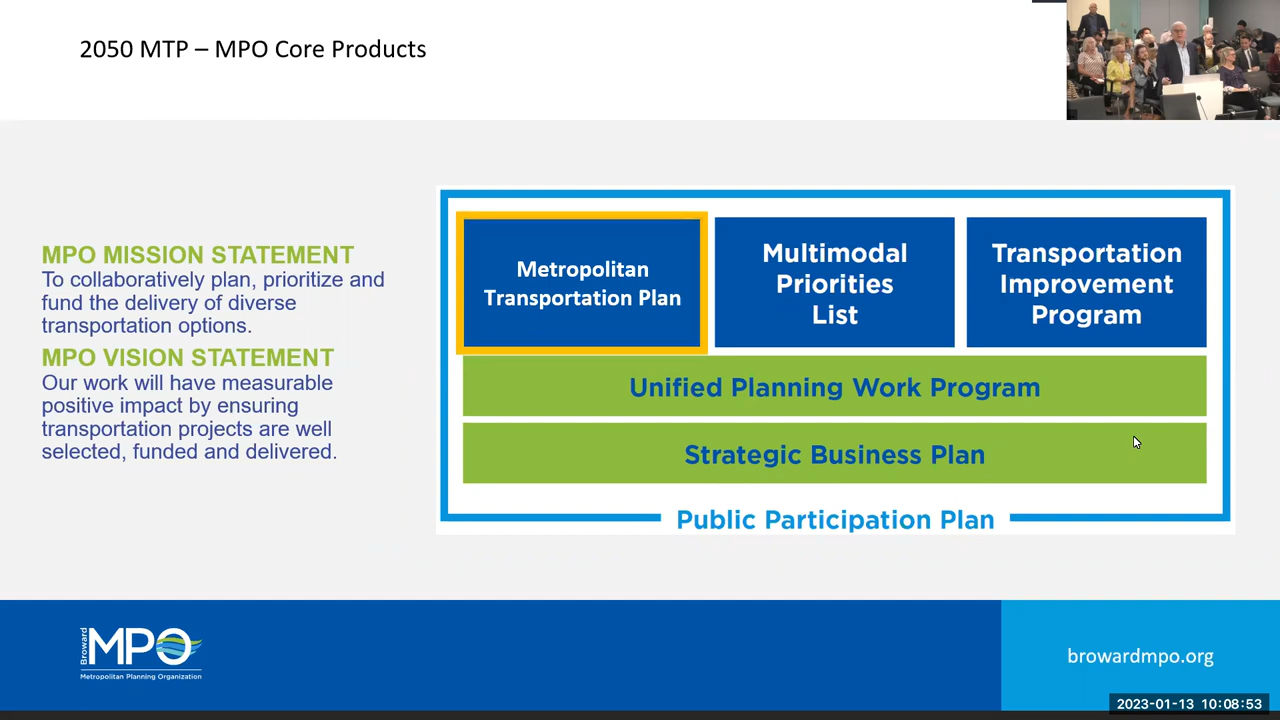 2050 MTP – MPO Core Products
MPO MISSION STATEMENT
To collaboratively plan, prioritize and
fund the delivery of diverse
transportation options.
MPO VISION STATEMENT
Our work will have measurable
positive impact by ensuring
transportation projects are well
selected, funded and delivered.
Metropolitan
Transportation Plan
Multimodal
Priorities
List
Transportation
Improvement
Program
Unified Planning Work Program
Strategic Business Plan
Public Participation Plan
Broward
MPO
Metropolitan Planning Organization
browardmpo.org
2023-01-13 10:08:53